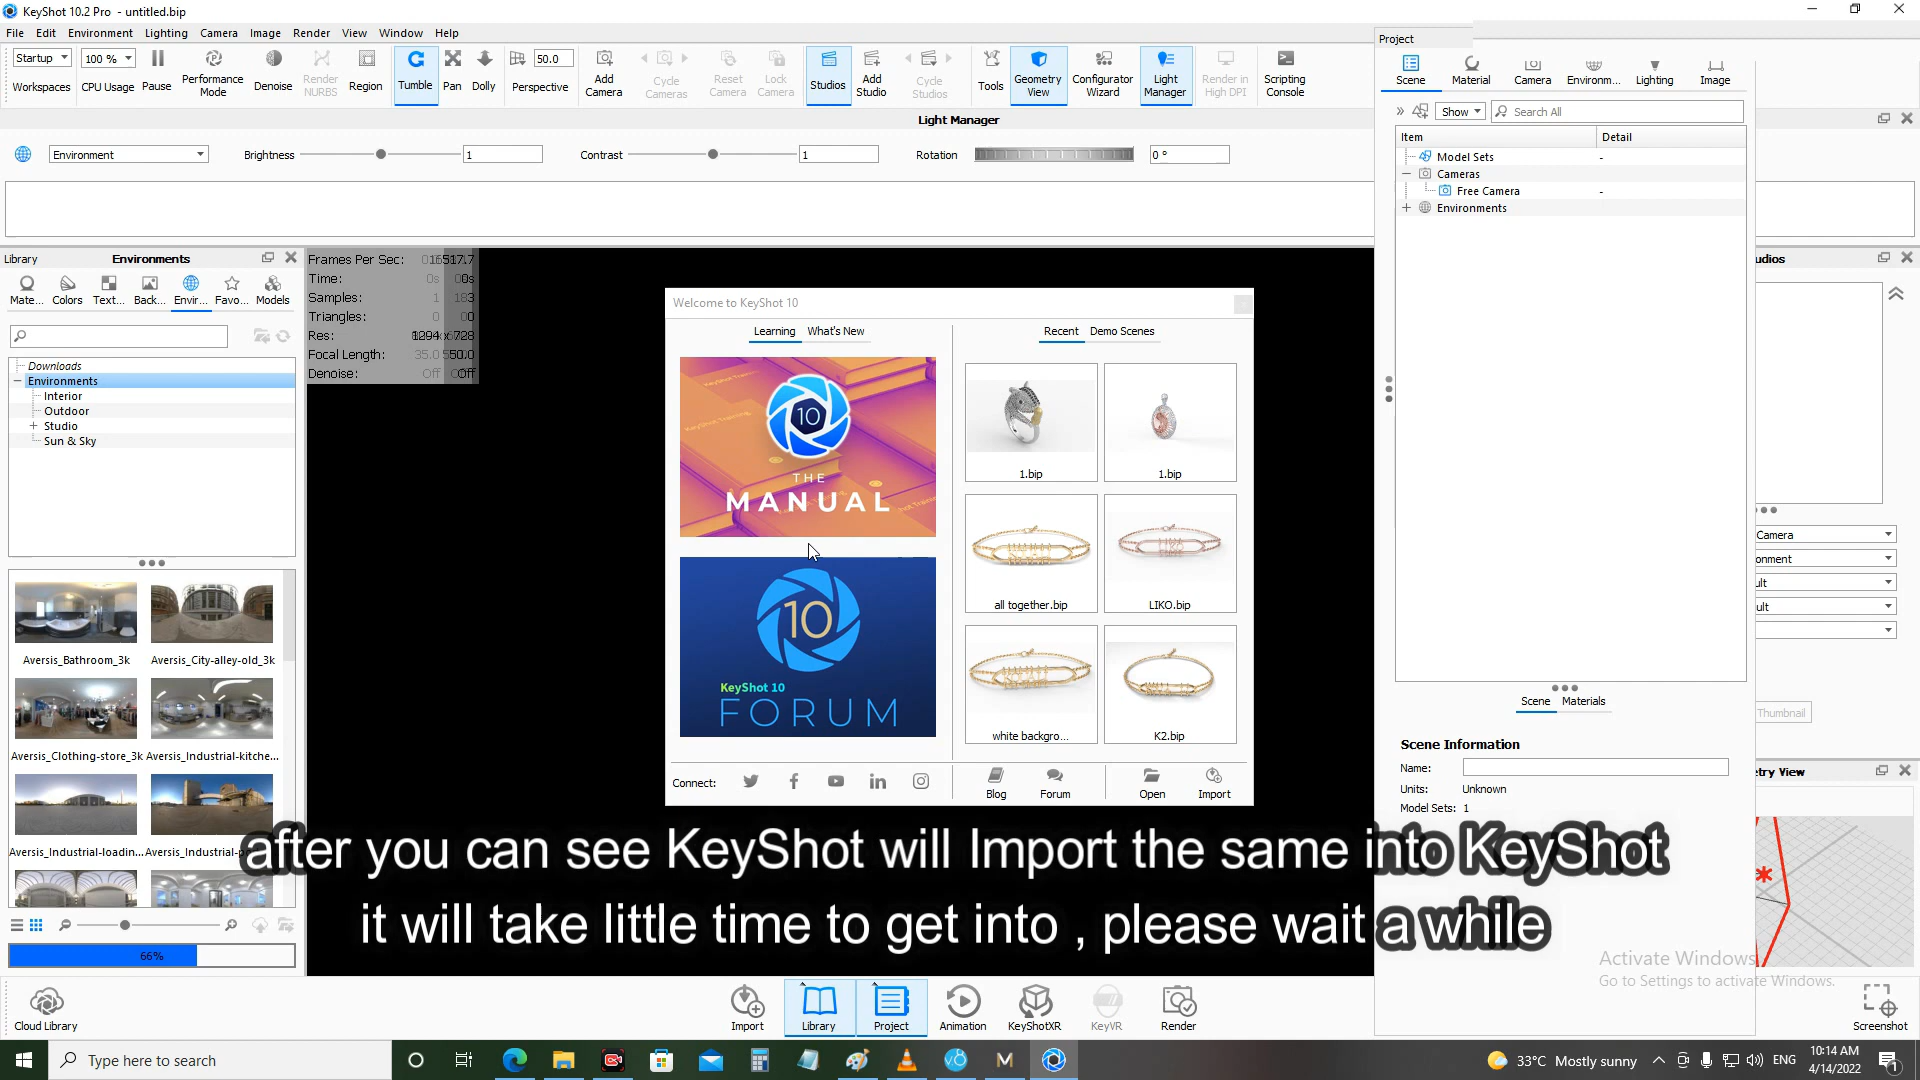 KeyShot 10.2 Pro - untitled.bip
File Edit Environment Lighting Camera Image Render View Window Help
Startup
Workspaces
100 %
CPU Usage
Pause
Performance Mode
Denoise
Render NURBS
Region
Tumble
Pan
Dolly
50.0
Perspective
Add Camera
Cycle Cameras
Reset Camera
Lock Camera
Studios
Add Studio
Cycle Studios
Tools
Geometry View
Configurator Wizard
Light Manager
Render in High DPI
Scripting Console
Light Manager
Environment
Brightness
1
Contrast
1
Rotation
0 °
Project
Scene
Material
Camera
Environm...
Lighting
Image
Show
Search All
Item Detail
Model Sets -
Cameras
Free Camera -
Environments
Library
Environments
Mate...
Colors
Text...
Back...
Envir...
Favo...
Models
Downloads
Environments
Interior
Outdoor
Studio
Sun & Sky
Aversis_Bathroom_3k
Aversis_City-alley-old_3k
Aversis_Clothing-store_3k
Aversis_Industrial-kitche...
Aversis_Industrial-loadin...
66%
Frames Per Sec:
Time:
Samples:
Triangles:
Res:
Focal Length:
Denoise:
Welcome to KeyShot 10
Learning What's New
10
THE
MANUAL
10
KeyShot 10
FORUM
Recent Demo Scenes
1.bip
1.bip
all together.bip
LIKO.bip
white backgro...
K2.bip
Connect:
Blog
Forum
Open
Import
udios
Camera
onment
ult
ult
Thumbnail
Scene Materials
Scene Information
Name:
Units: Unknown
Model Sets: 1
etry View
after you can see KeyShot will Import the same into KeyShot
it will take little time to get into , please wait a while
Activate Windows
Go to Settings to activate Windows.
Cloud Library
Import
Library
Project
Animation
KeyShotXR
KeyVR
Render
Screenshot
Type here to search
33°C Mostly sunny
ENG
10:14 AM
4/14/2022
1